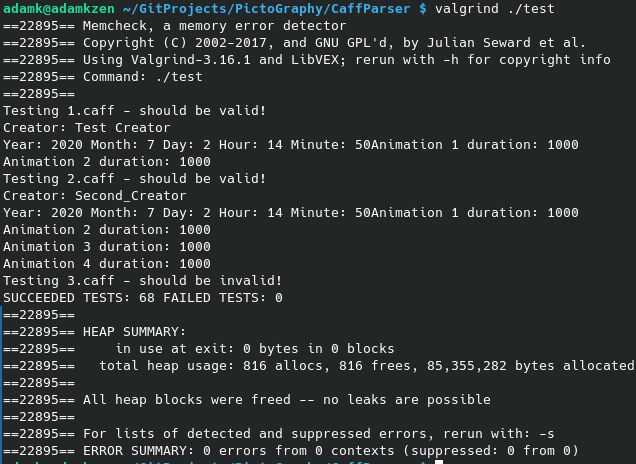 adamk@adamkzen ~/GitProjects/PictoGraphy/CaffParser $ valgrind ./test
==22895== Memcheck, a memory error detector
==22895== Copyright (C) 2002-2017, and GNU GPL'd, by Julian Seward et al.
==22895== Using Valgrind-3.16.1 and LibVEX; rerun with -h for copyright info
==22895== Command: ./test
==22895==
Testing 1.caff - should be valid!
Creator: Test Creator
Year: 2020 Month: 7 Day: 2 Hour: 14 Minute: 50Animation 1 duration: 1000
Animation 2 duration: 1000
Testing 2.caff - should be valid!
Creator: Second_Creator
Year: 2020 Month: 7 Day: 2 Hour: 14 Minute: 50Animation 1 duration: 1000
Animation 2 duration: 1000
Animation 3 duration: 1000
Animation 4 duration: 1000
Testing 3.caff - should be invalid!
SUCCEEDED TESTS: 68 FAILED TESTS: 0
==22895==
==22895== HEAP SUMMARY:
==22895==     in use at exit: 0 bytes in 0 blocks
==22895==   total heap usage: 816 allocs, 816 frees, 85,355,282 bytes allocated
==22895==
==22895== All heap blocks were freed -- no leaks are possible
==22895==
==22895== For lists of detected and suppressed errors, rerun with: -s
==22895== ERROR SUMMARY: 0 errors from 0 contexts (suppressed: 0 from 0)